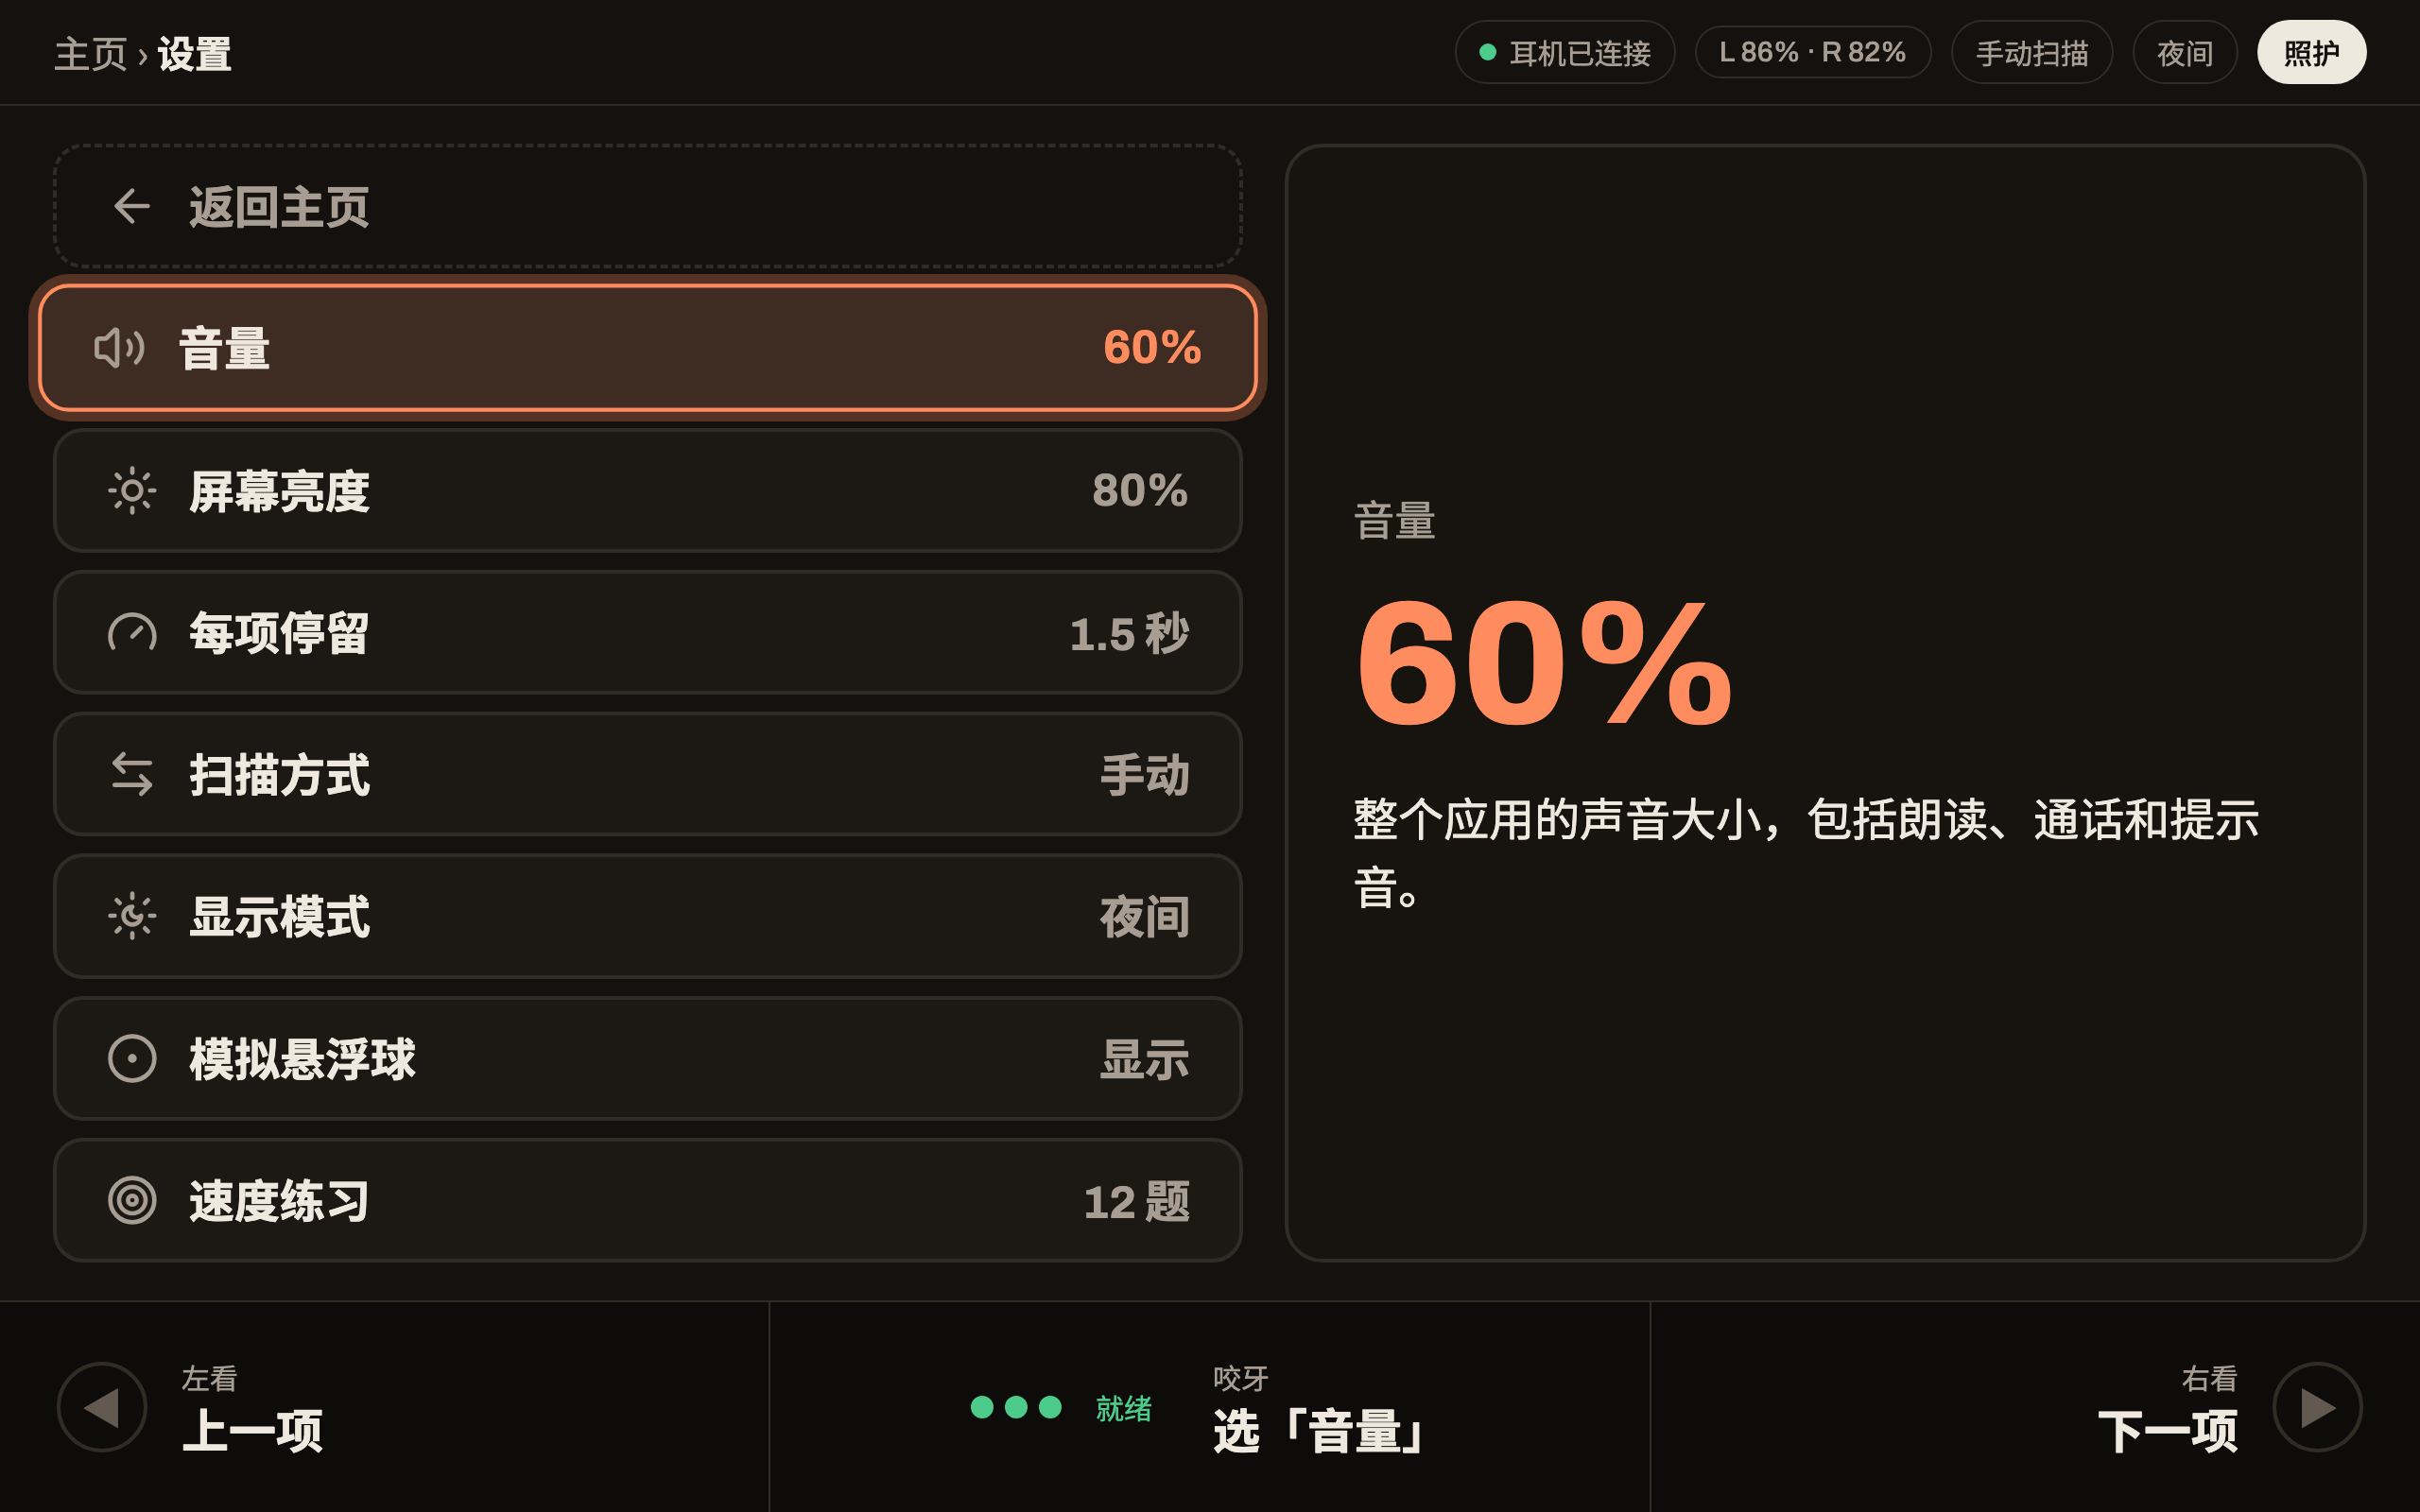 主页 › 设置
耳机已连接
L 86% · R 82%
手动扫描
夜间
照护
返回主页
音量 60%
屏幕亮度 80%
每项停留 1.5 秒
扫描方式 手动
显示模式 夜间
模拟悬浮球 显示
速度练习 12 题
音量
60%
整个应用的声音大小，包括朗读、通话和提示
音。
左看
上一项
就绪
咬牙
选「音量」
右看
下一项